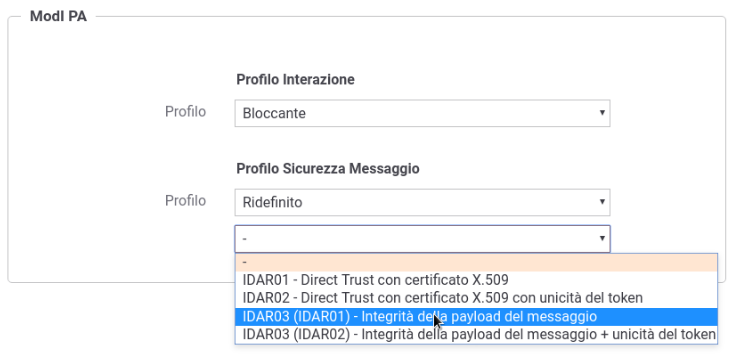 ModI PA
Profilo Interazione
Profilo Bloccante
Profilo Sicurezza Messaggio
Profilo Ridefinito
-
-
IDAR01 - Direct Trust con certificato X.509
IDAR02 - Direct Trust con certificato X.509 con unicità del token
IDAR03 (IDAR01) - Integrità della payload del messaggio
IDAR03 (IDAR02) - Integrità della payload del messaggio + unicità del token